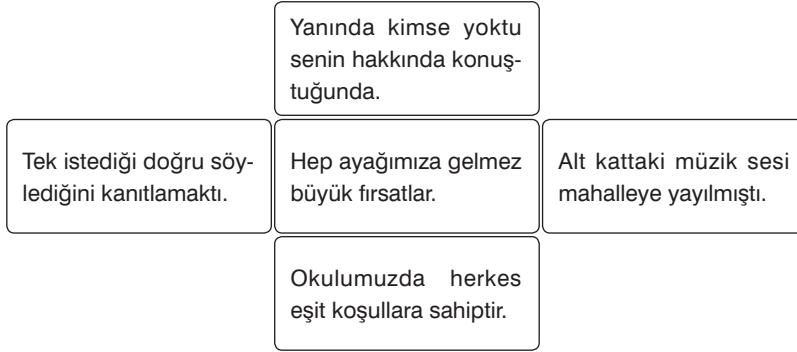 Yanında kimse yoktu
senin hakkında konuş-
tuğunda.
Tek istediği doğru söy-
lediğini kanıtlamaktı.
Hep ayağımıza gelmez
büyük fırsatlar.
Alt kattaki müzik sesi
mahalleye yayılmıştı.
Okulumuzda herkes
eşit koşullara sahiptir.